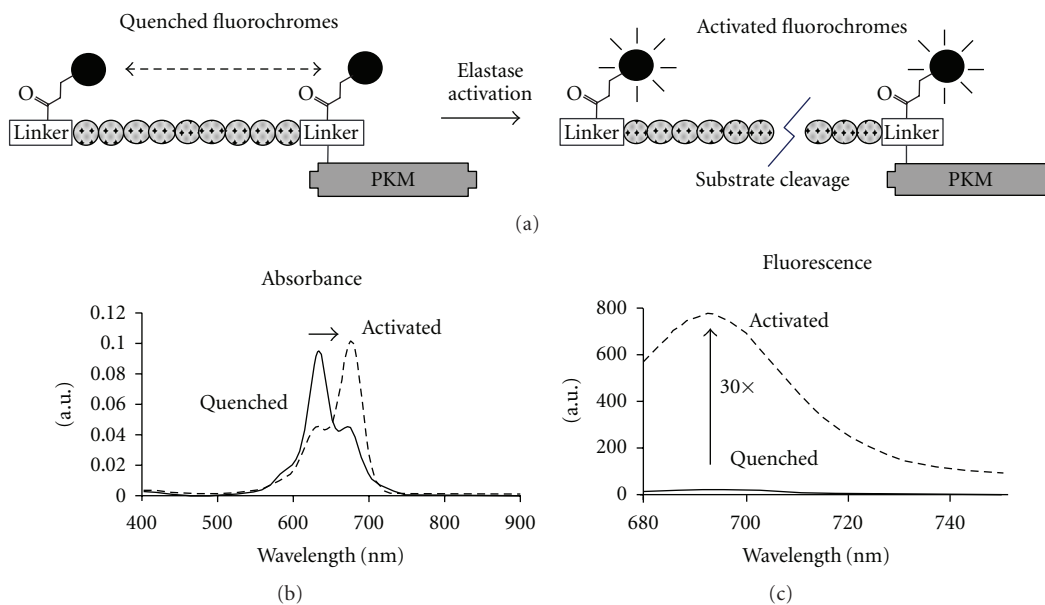 Quenched fluorochromes
Activated fluorochromes
Elastase
activation
O
O
O
O
Linker
Linker
Linker
Linker
PKM
Substrate cleavage
PKM
(a)
Absorbance
0.12
0.1
0.08
0.06
0.04
0.02
0
(a.u.)
Activated
Quenched
400
500
600
700
800
900
Wavelength (nm)
(b)
Fluorescence
800
600
400
200
0
(a.u.)
Activated
30×
Quenched
680
700
720
740
Wavelength (nm)
(c)